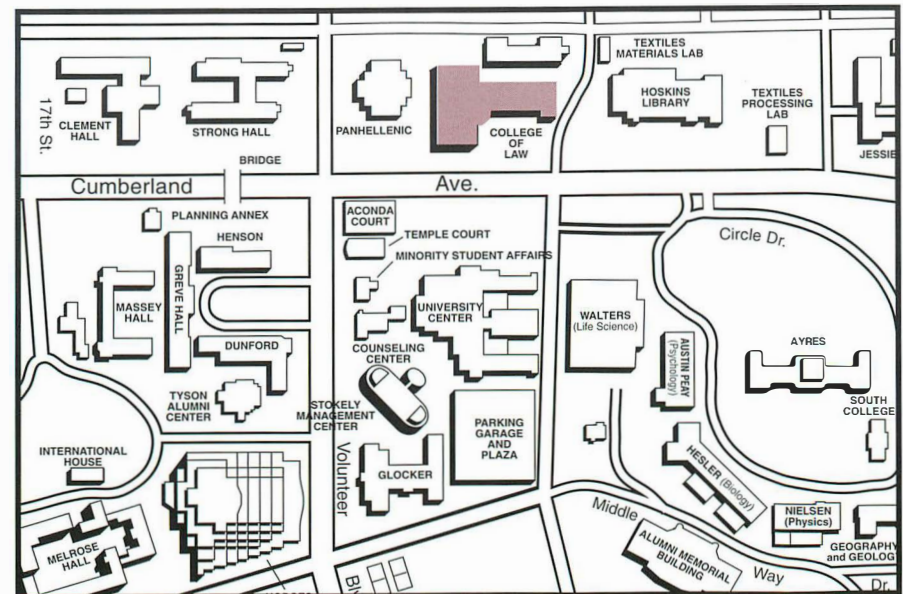 TEXTILES
MATERIALS LAB
HOSKINS
LIBRARY
TEXTILES
PROCESSING
LAB
17th St.
CLEMENT
HALL
STRONG HALL
PANHELLENIC
COLLEGE
OF
LAW
JESSIE
BRIDGE
Cumberland Ave.
PLANNING ANNEX
HENSON
ACONDA
COURT
TEMPLE COURT
MINORITY STUDENT AFFAIRS
Circle Dr.
GREVE HALL
MASSEY
HALL
UNIVERSITY
CENTER
WALTERS
(Life Science)
DUNFORD
COUNSELING
CENTER
AUSTIN PEAY
(Psychology)
AYRES
TYSON
ALUMNI
CENTER
STOKELY
MANAGEMENT
CENTER
SOUTH
COLLEGE
PARKING
GARAGE
AND
PLAZA
Volunteer
INTERNATIONAL
HOUSE
GLOCKER
HESLER (Biology)
Middle
Way
NIELSEN
(Physics)
MELROSE
HALL
ALUMNI MEMORIAL
BUILDING
GEOGRAPHY
and GEOLOGY
Dr.